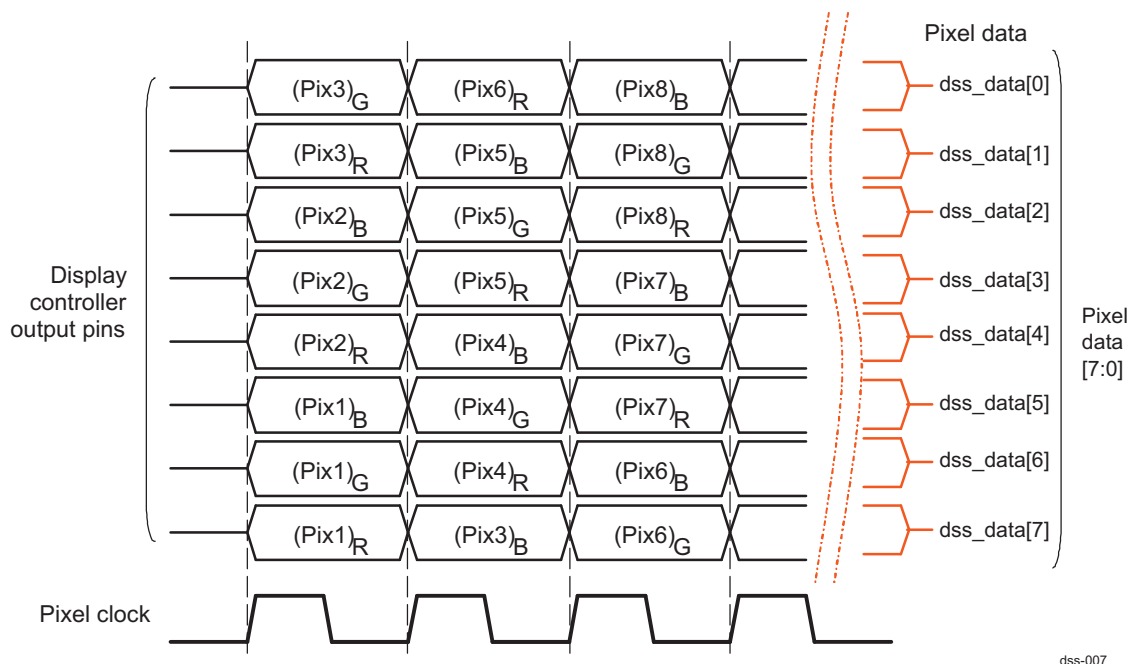 Pixel data
(Pix3)G (Pix6)R (Pix8)B dss_data[0]
(Pix3)R (Pix5)B (Pix8)G dss_data[1]
(Pix2)B (Pix5)G (Pix8)R dss_data[2]
Display
controller
output pins
(Pix2)G (Pix5)R (Pix7)B dss_data[3]
(Pix2)R (Pix4)B (Pix7)G dss_data[4]
Pixel
data
[7:0]
(Pix1)B (Pix4)G (Pix7)R dss_data[5]
(Pix1)G (Pix4)R (Pix6)B dss_data[6]
(Pix1)R (Pix3)B (Pix6)G dss_data[7]
Pixel clock
dss-007